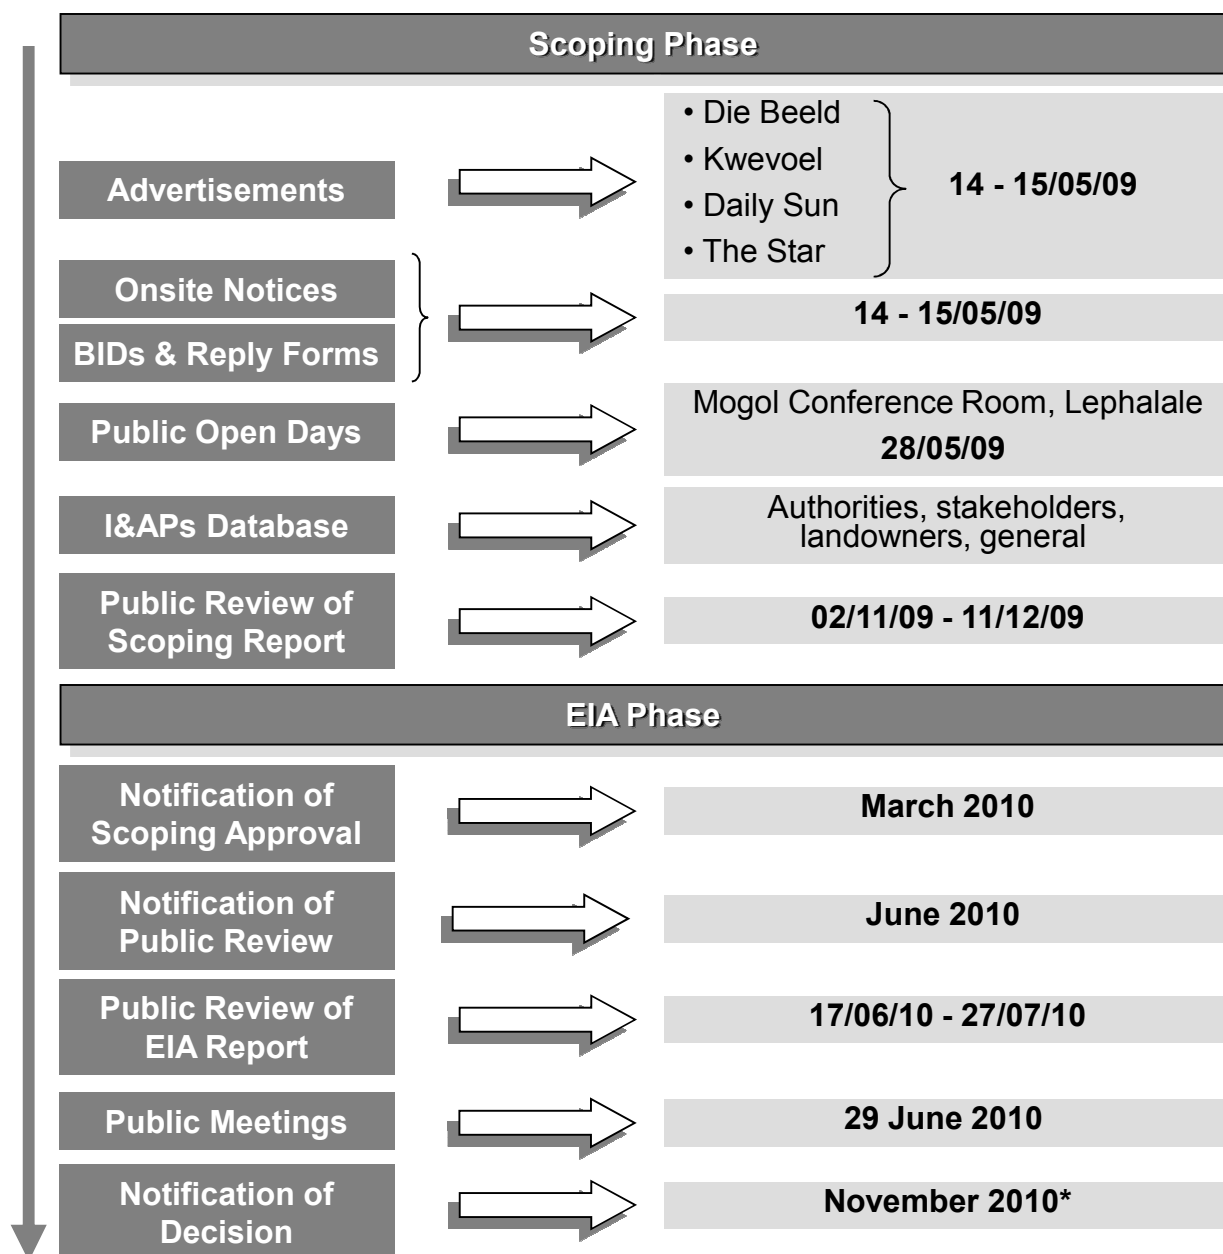 Scoping Phase
Advertisements
• Die Beeld
• Kwevoel
• Daily Sun
• The Star
14 - 15/05/09
Onsite Notices
BIDs & Reply Forms
14 - 15/05/09
Public Open Days
Mogol Conference Room, Lephalale
28/05/09
I&APs Database
Authorities, stakeholders,
landowners, general
Public Review of
Scoping Report
02/11/09 - 11/12/09
EIA Phase
Notification of
Scoping Approval
March 2010
Notification of
Public Review
June 2010
Public Review of
EIA Report
17/06/10 - 27/07/10
Public Meetings
29 June 2010
Notification of
Decision
November 2010*